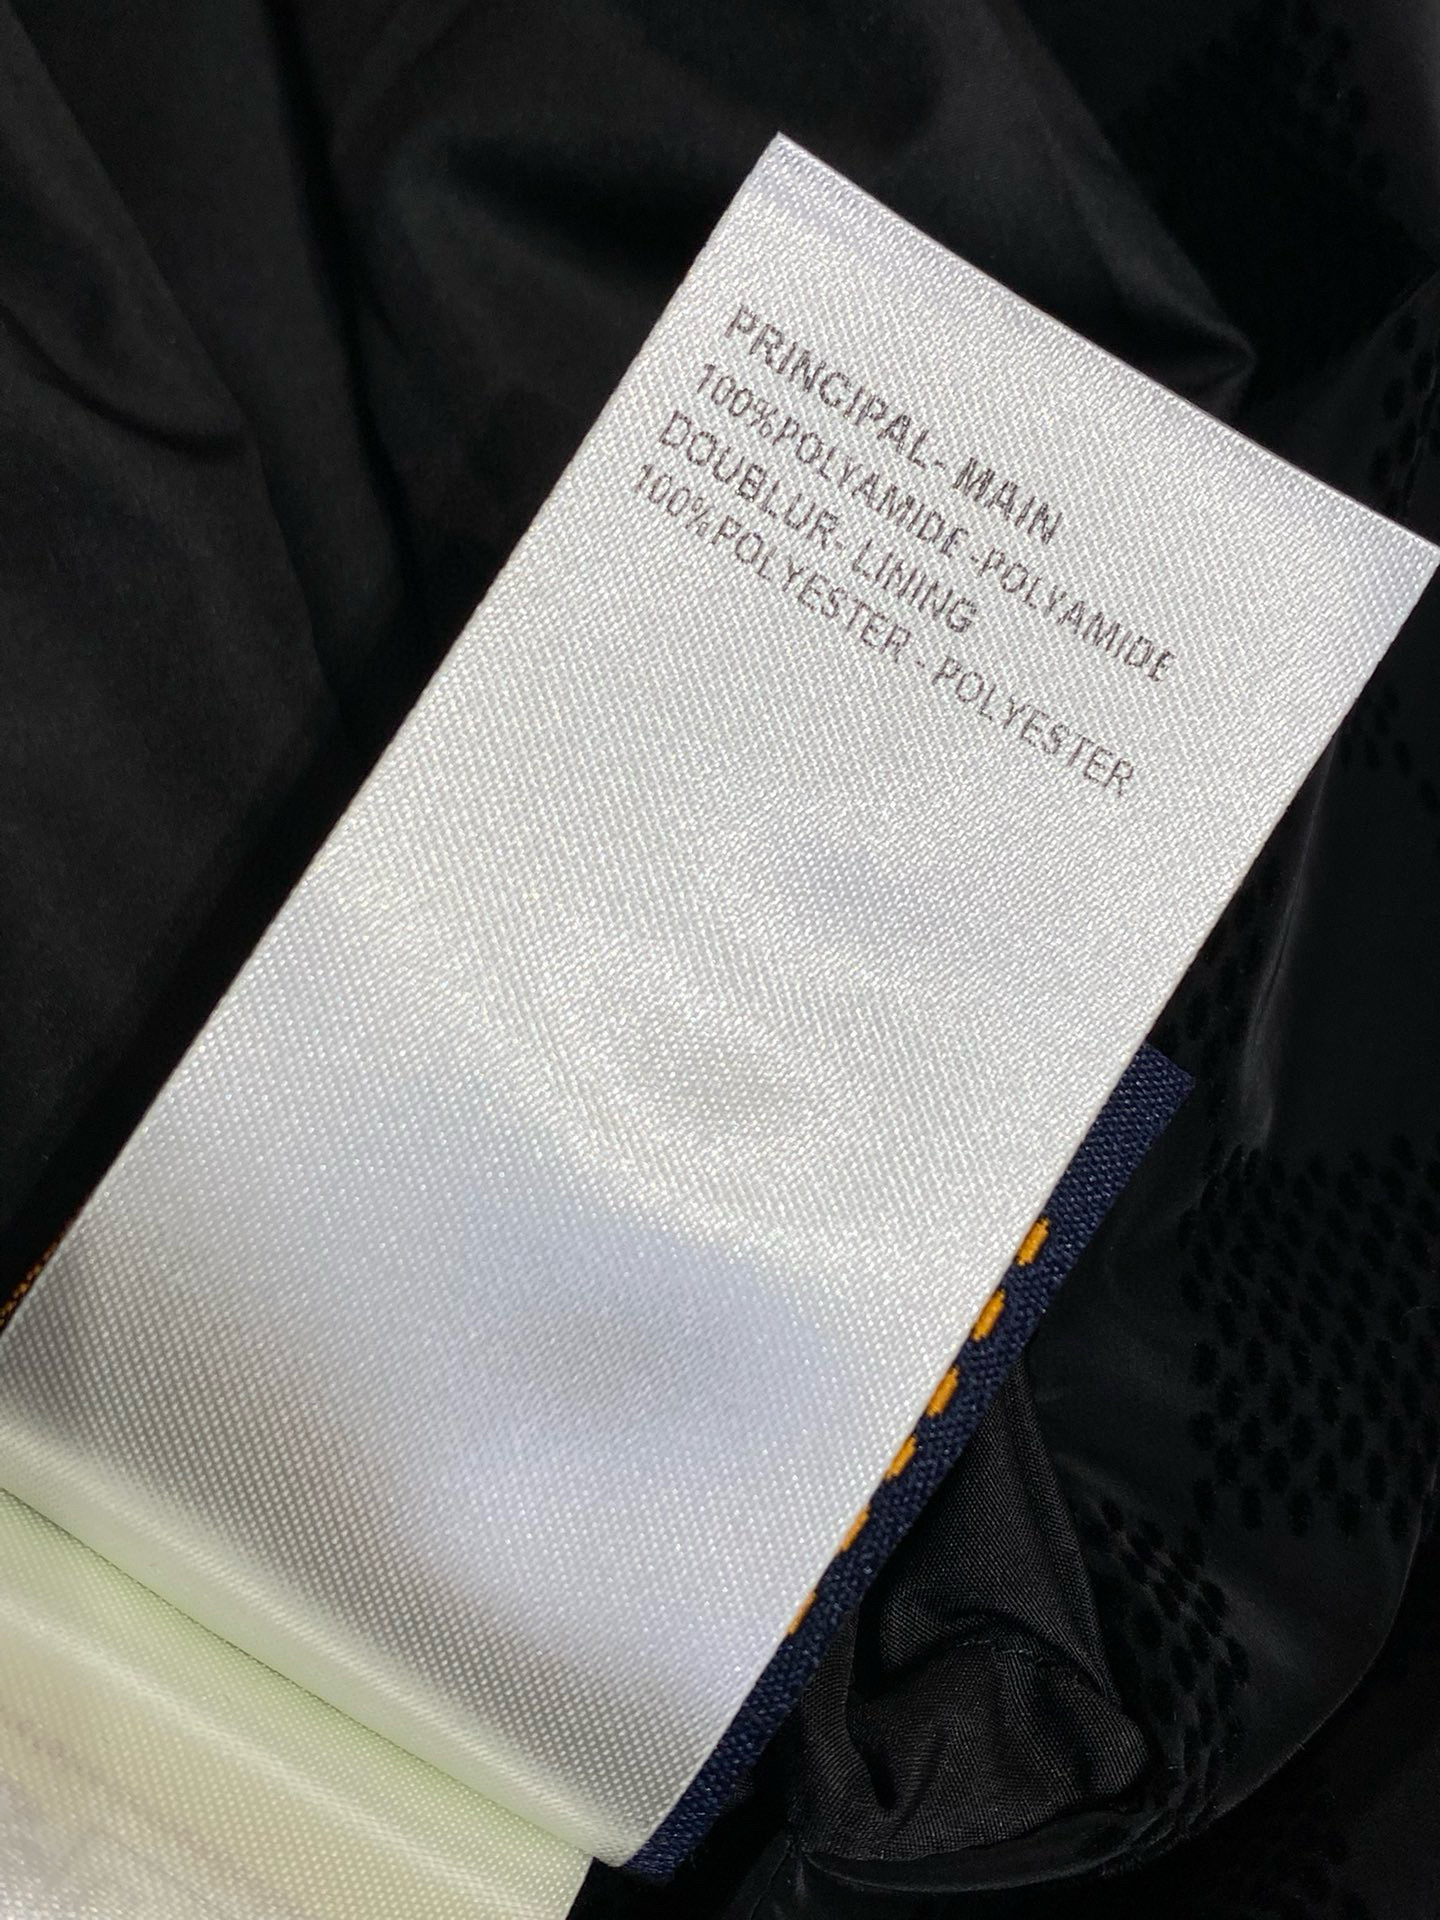 PRINCIPAL- MAIN
100%POLYAMIDE -POLYAMIDE
DOUBLUR- LINING
100%POLYESTER - POLYESTER